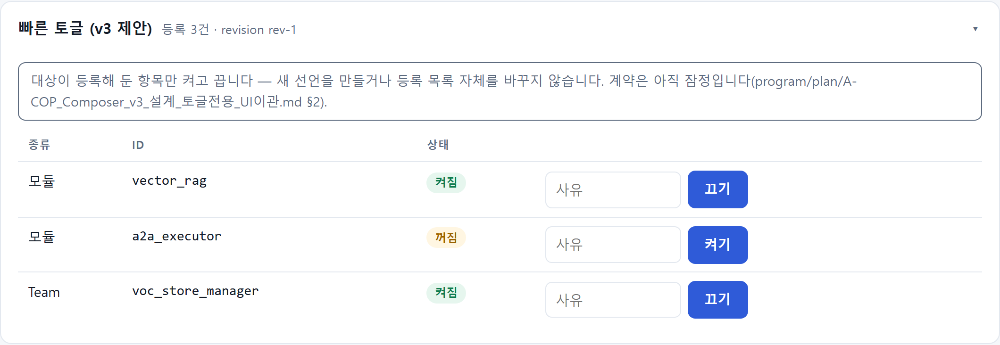 빠른 토글 (v3 제안) 등록 3건 · revision rev-1 ▼
대상이 등록해 둔 항목만 켜고 끕니다 — 새 선언을 만들거나 등록 목록 자체를 바꾸지 않습니다. 계약은 아직 잠정입니다(program/plan/A-
COP_Composer_v3_설계_토글전용_UI이관.md §2).
종류 ID 상태
모듈 vector_rag 켜짐 사유 끄기
모듈 a2a_executor 꺼짐 사유 켜기
Team voc_store_manager 켜짐 사유 끄기